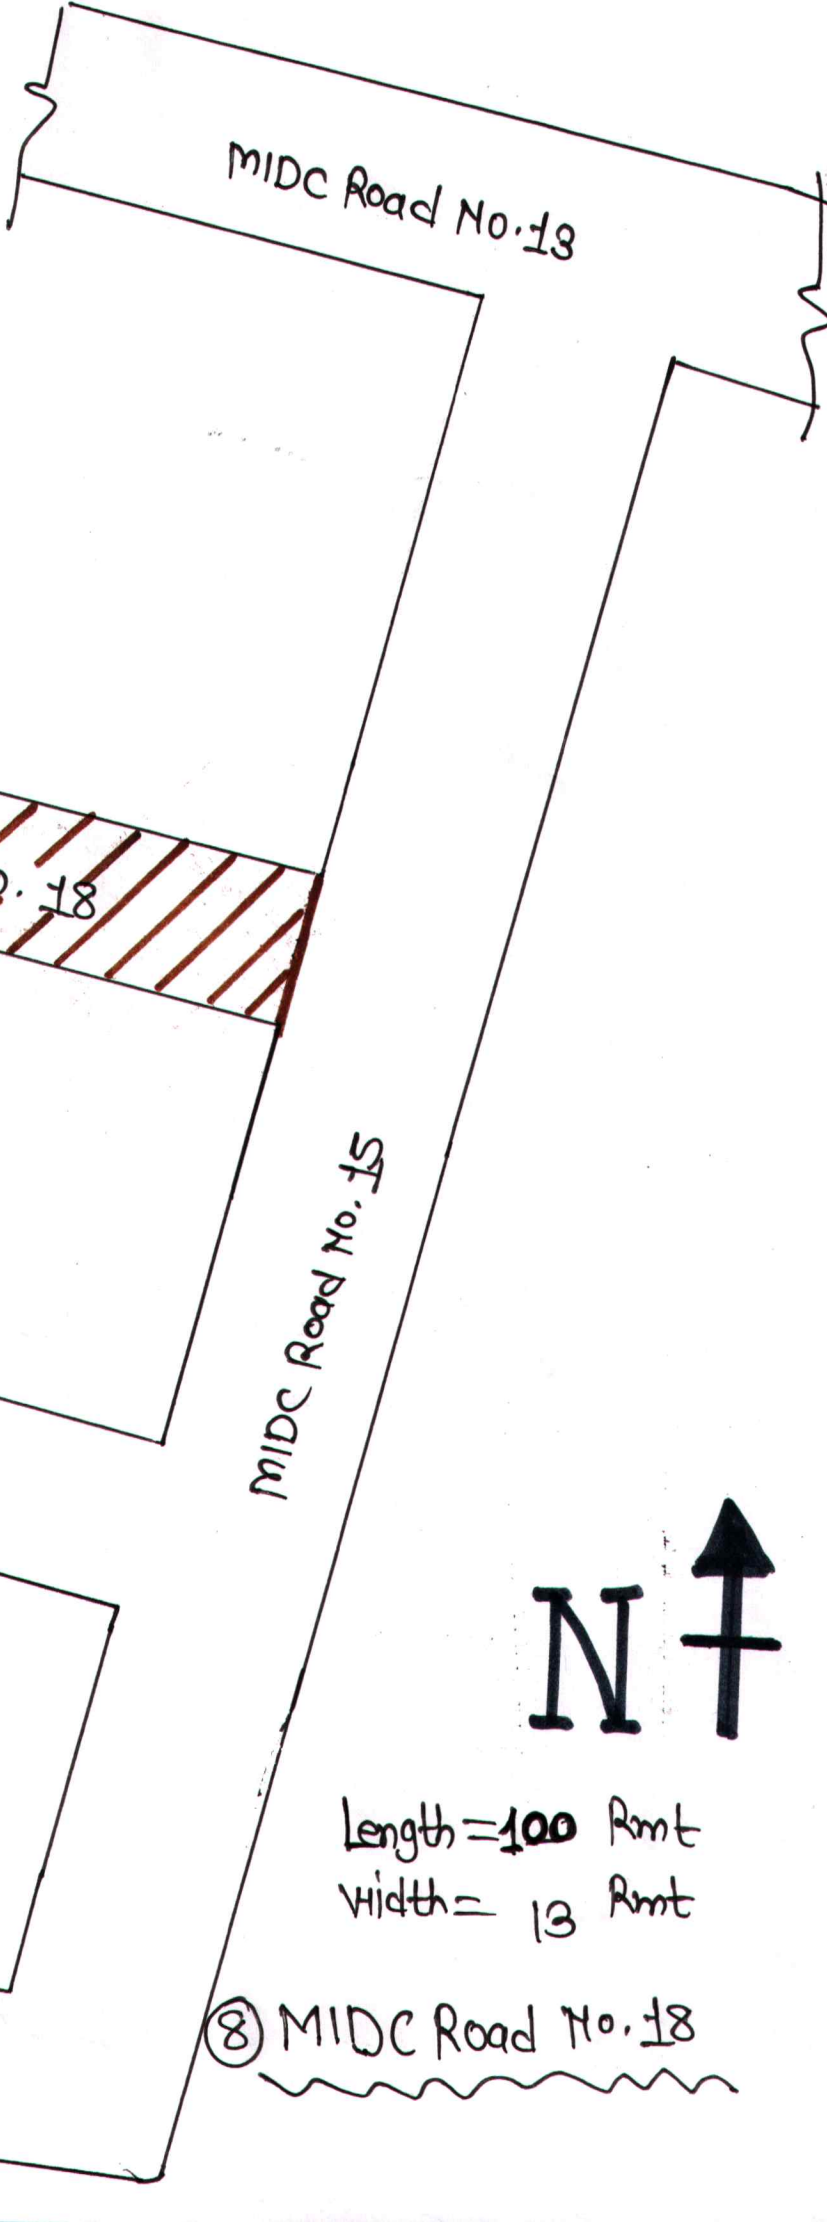 MIDC Road No.13
. 18
MIDC Road No. 15
N
Length = 100 Rmt
Width = 13 Rmt
8 MIDC Road No. 18